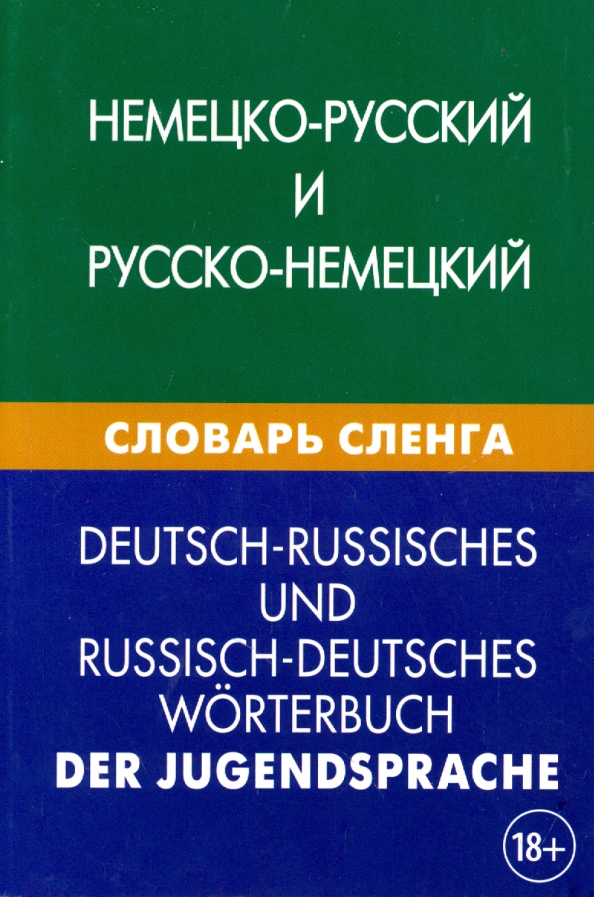 НЕМЕЦКО-РУССКИЙ
И
РУССКО-НЕМЕЦКИЙ
СЛОВАРЬ СЛЕНГА
DEUTSCH-RUSSISCHES
UND
RUSSISCH-DEUTSCHES
WÖRTERBUCH
DER JUGENDSPRACHE
18+